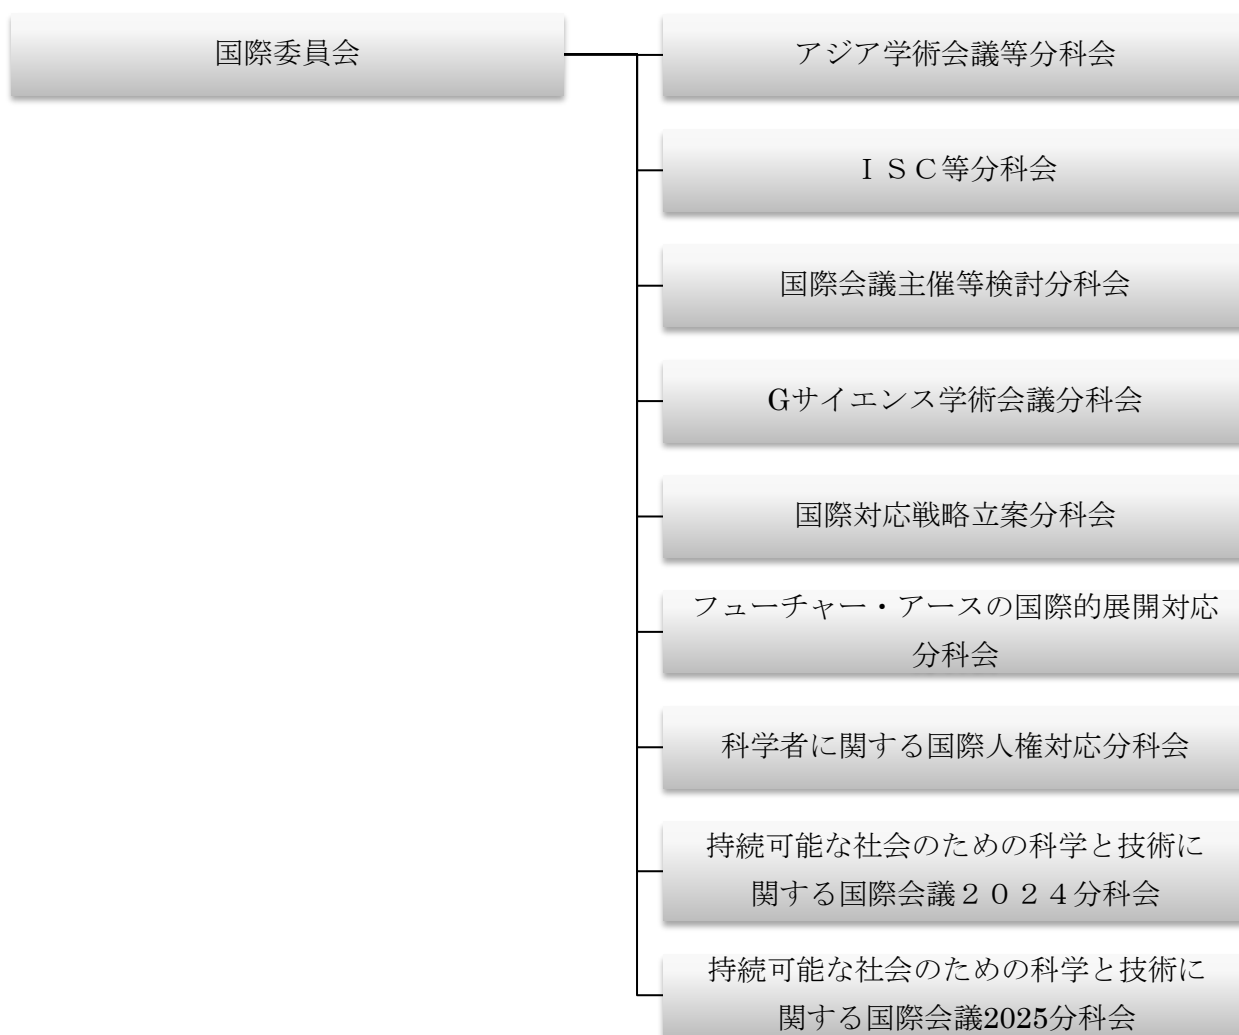 国際委員会
アジア学術会議等分科会
ＩＳＣ等分科会
国際会議主催等検討分科会
Gサイエンス学術会議分科会
国際対応戦略立案分科会
フューチャー・アースの国際的展開対応
分科会
科学者に関する国際人権対応分科会
持続可能な社会のための科学と技術に
関する国際会議２０２４分科会
持続可能な社会のための科学と技術に
関する国際会議2025分科会